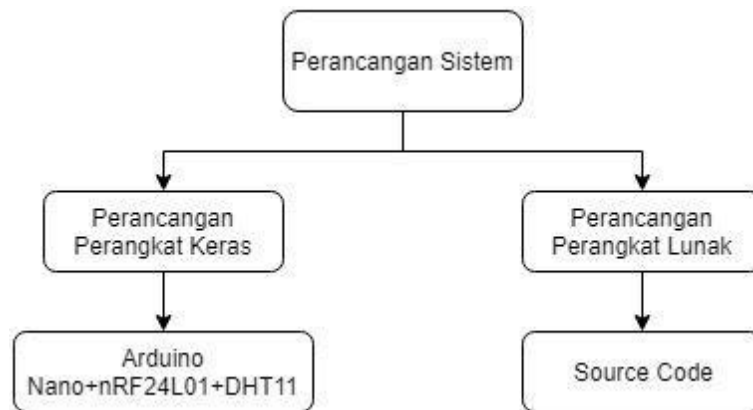 Perancangan Sistem
Perancangan
Perangkat Keras
Perancangan
Perangkat Lunak
Arduino
Nano+nRF24L01+DHT11
Source Code